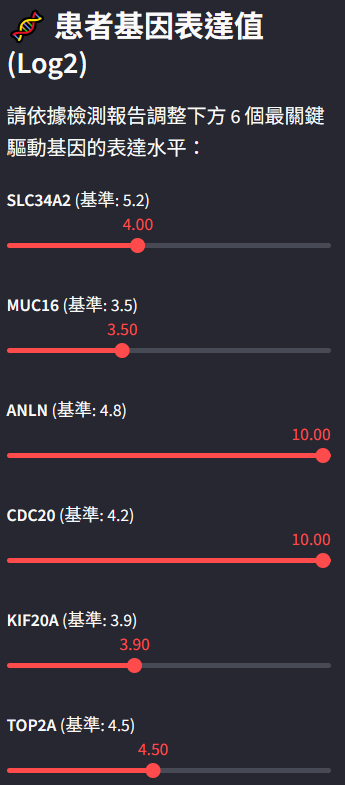 🧬 患者基因表達值
(Log2)
請依據檢測報告調整下方 6 個最關鍵
驅動基因的表達水平：
SLC34A2 (基準: 5.2)
4.00
MUC16 (基準: 3.5)
3.50
ANLN (基準: 4.8)
10.00
CDC20 (基準: 4.2)
10.00
KIF20A (基準: 3.9)
3.90
TOP2A (基準: 4.5)
4.50